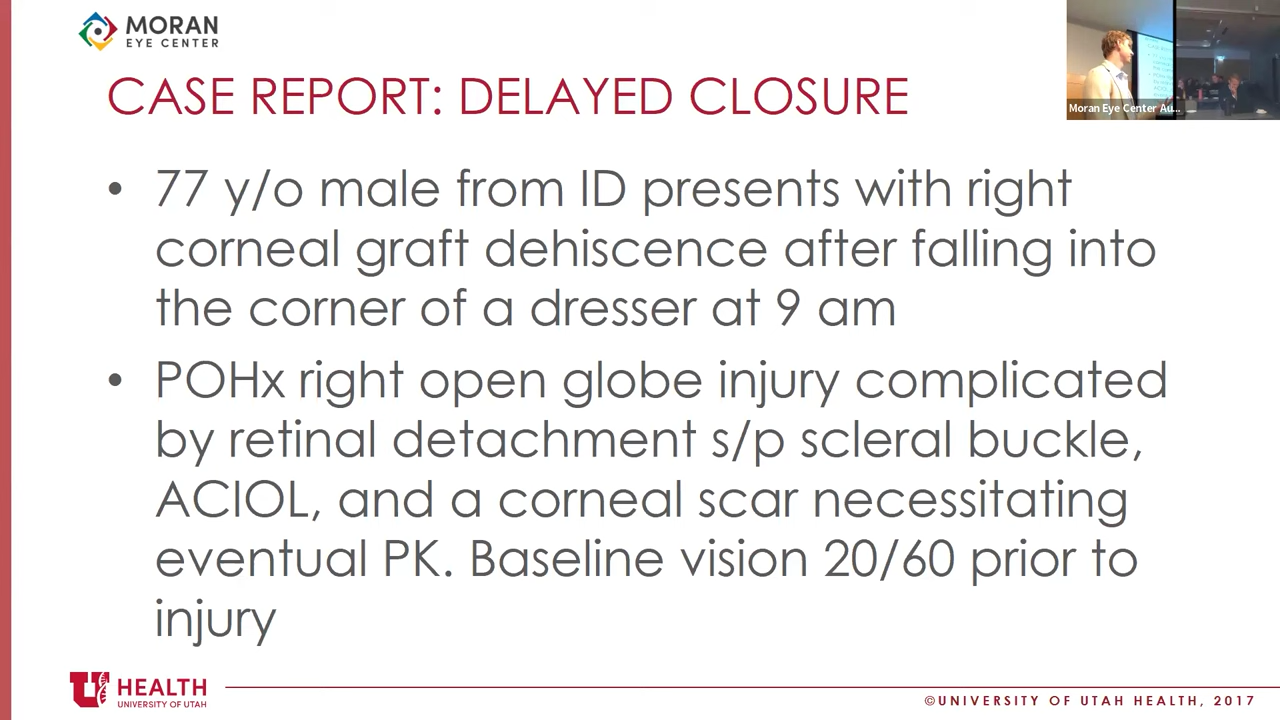 MORAN
EYE CENTER
CASE REPORT: DELAYED CLOSURE
Moran Eye Center Au...
• 77 y/o male from ID presents with right
corneal graft dehiscence after falling into
the corner of a dresser at 9 am
• POHx right open globe injury complicated
by retinal detachment s/p scleral buckle,
ACIOL, and a corneal scar necessitating
eventual PK. Baseline vision 20/60 prior to
injury
U HEALTH
UNIVERSITY OF UTAH
©UNIVERSITY OF UTAH HEALTH, 2017